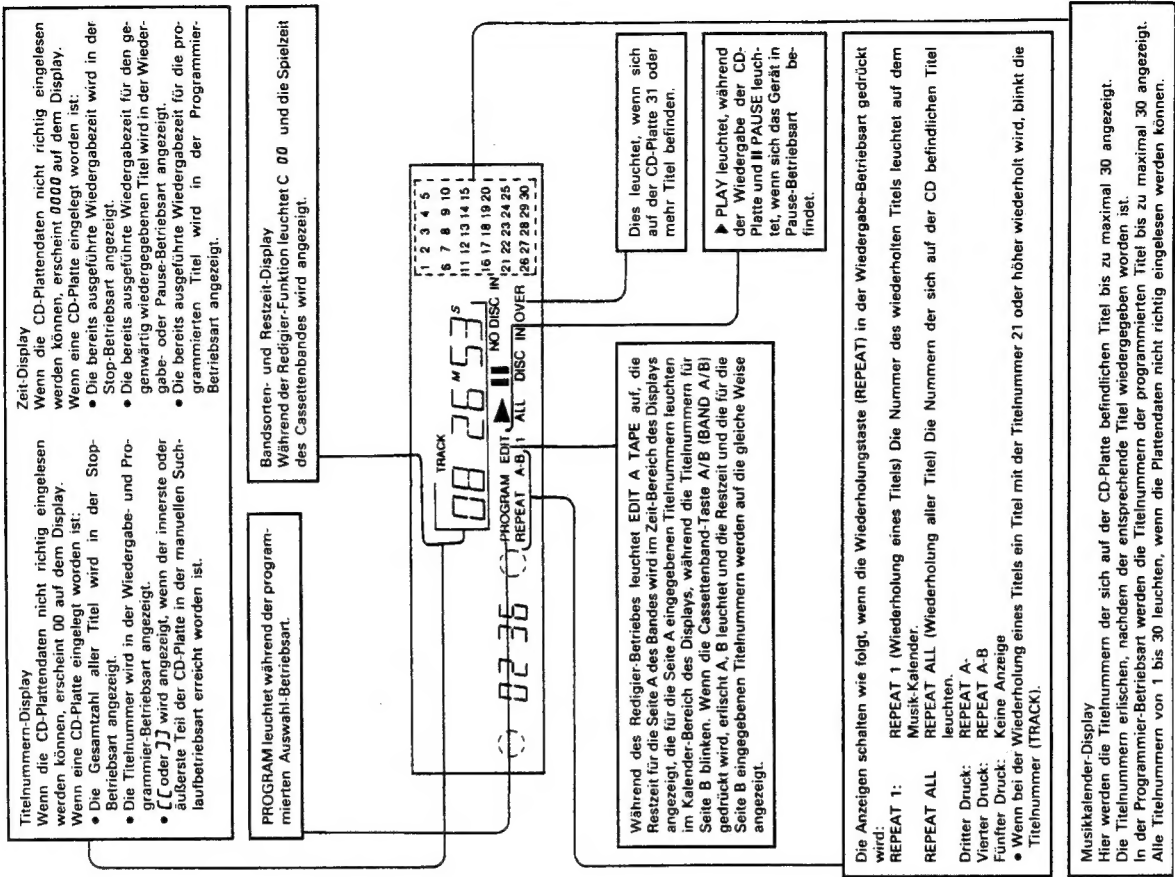 Titelnummern-Display
Wenn die CD-Plattendaten nicht richtig eingelesen
werden können, erscheint 00 auf dem Display.
Wenn eine CD-Platte eingelegt worden ist:
• Die Gesamtzahl aller Titel wird in der Stop-
Betriebsart angezeigt.
• Die Titelnummer wird in der Wiedergabe- und Pro-
grammier-Betriebsart angezeigt.
• [[ oder ]] wird angezeigt, wenn der innerste oder
äußerste Teil der CD-Platte in der manuellen Such-
laufbetriebsart erreicht worden ist.
Zeit-Display
Wenn die CD-Plattendaten nicht richtig eingelesen
werden können, erscheint 0000 auf dem Display.
Wenn eine CD-Platte eingelegt worden ist:
• Die bereits ausgeführte Wiedergabezeit wird in der
Stop-Betriebsart angezeigt.
• Die bereits ausgeführte Wiedergabezeit für den ge-
genwärtig wiedergegebenen Titel wird in der Wieder-
gabe- oder Pause-Betriebsart angezeigt.
• Die bereits ausgeführte Wiedergabezeit für die pro-
grammierten Titel wird in der Programmier
Betriebsart angezeigt.
PROGRAM leuchtet während der program-
mierten Auswahl-Betriebsart.
Bandsorten- und Restzeit-Display
Während der Redigier-Funktion leuchtet C 00 und die Spielzeit
des Cassettenbandes wird angezeigt.
02 36
TRACK
08 26 M 53 S
PROGRAM EDIT ▶ II NO DISC IN
REPEAT A-B 1 ALL DISC IN OVER
1 2 3 4 5
6 7 8 9 10
11 12 13 14 15
16 17 18 19 20
21 22 23 24 25
26 27 28 29 30
Während des Redigier-Betriebes leuchtet EDIT A TAPE auf, die
Restzeit für die Seite A des Bandes wird im Zeit-Bereich des Displays
angezeigt, die für die Seite A eingegebenen Titelnummern leuchten
im Kalender-Bereich des Displays, während die Titelnummern für
Seite B blinken. Wenn die Cassettenband-Taste A/B (BAND A/B)
gedrückt wird, erlischt A, B leuchtet und die Restzeit und die für die
Seite B eingegebenen Titelnummern werden auf die gleiche Weise
angezeigt.
Dies leuchtet, wenn sich
auf der CD-Platte 31 oder
mehr Titel befinden.
▶ PLAY leuchtet, während
der Wiedergabe der CD-
Platte und II PAUSE leuch-
tet, wenn sich das Gerät in
Pause-Betriebsart be-
findet.
Die Anzeigen schalten wie folgt, wenn die Wiederholungstaste (REPEAT) in der Wiedergabe-Betriebsart gedrückt
wird:
REPEAT 1: REPEAT 1 (Wiederholung eines Titels) Die Nummer des wiederholten Titels leuchtet auf dem
Musik-Kalender.
REPEAT ALL REPEAT ALL (Wiederholung aller Titel) Die Nummern der sich auf der CD befindlichen Titel
leuchten.
Dritter Druck: REPEAT A-
Vierter Druck: REPEAT A-B
Fünfter Druck: Keine Anzeige
• Wenn bei der Wiederholung eines Titels ein Titel mit der Titelnummer 21 oder höher wiederholt wird, blinkt die
Titelnummer (TRACK).
Musikkalender-Display
Hier werden die Titelnummern der sich auf der CD-Platte befindlichen Titel bis zu maximal 30 angezeigt.
Die Titelnummern erlischen, nachdem der entsprechende Titel wiedergegeben worden ist.
In der Programmier-Betriebsart werden die Titelnummern der programmierten Titel bis zu maximal 30 angezeigt.
Alle Titelnummern von 1 bis 30 leuchten, wenn die Plattendaten nicht richtig eingelesen werden können.